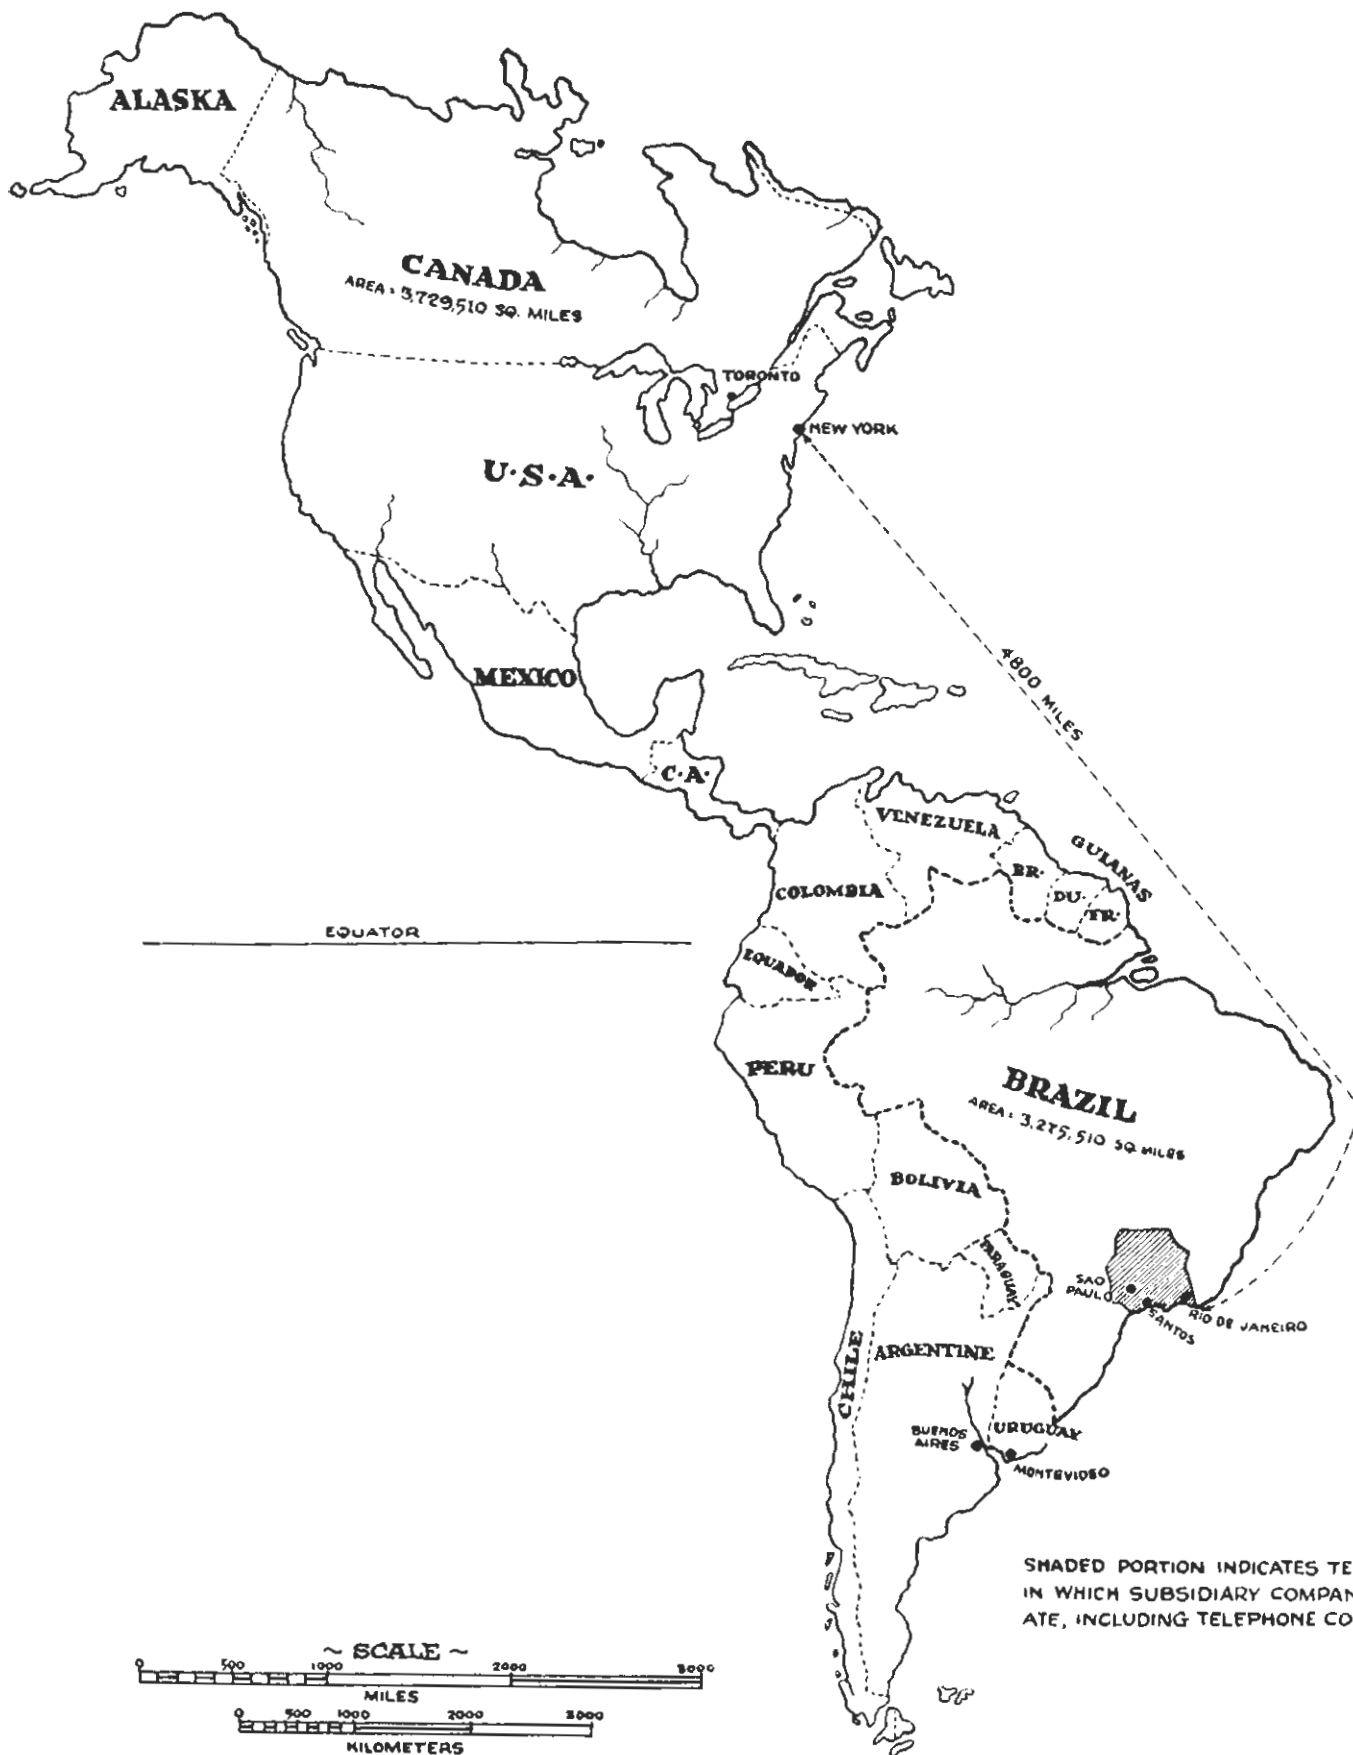 ALASKA
CANADA
AREA: 3,729,510 SQ. MILES
TORONTO
NEW YORK
U·S·A·
4800 MILES
MEXICO
C·A·
VENEZUELA
GUIANAS
BR·
DU·
FR·
COLOMBIA
EQUATOR
EQUADOR
PERU
BRAZIL
AREA: 3,275,510 SQ MILES
BOLIVIA
PARAGUAY
SAO
PAULO
SANTOS
RIO DE JANEIRO
CHILE
ARGENTINE
URUGUAY
BUENOS
AIRES
MONTEVIDEO
SHADED PORTION INDICATES TE
IN WHICH SUBSIDIARY COMPAN
ATE, INCLUDING TELEPHONE CO
~ SCALE ~
0 500 1000 2000 3000
MILES
0 500 1000 2000 3000
KILOMETERS